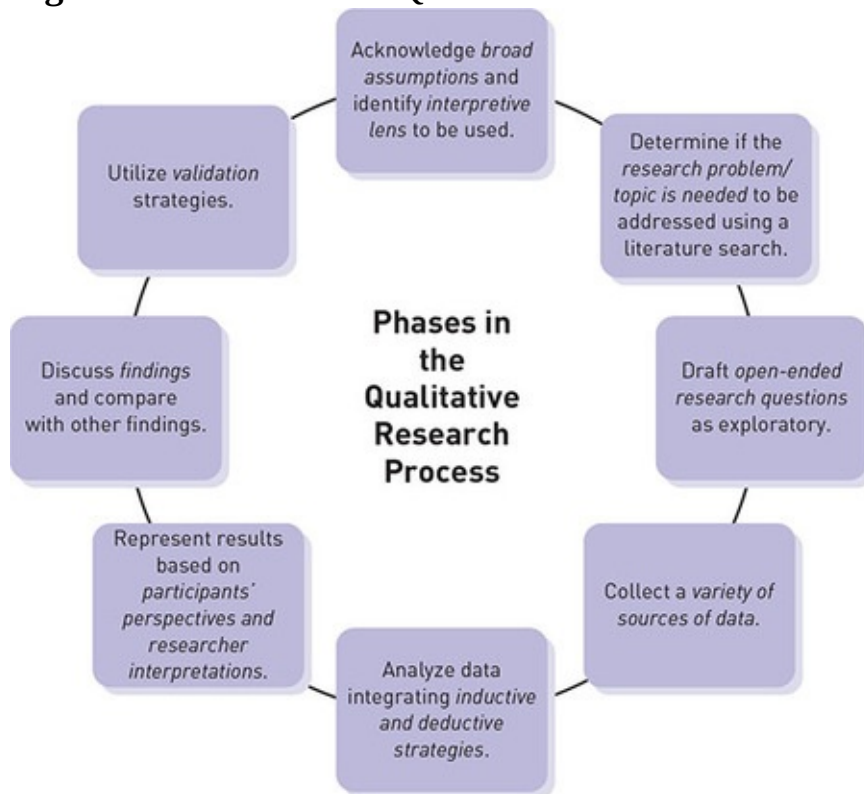 Acknowledge broad
assumptions and
identify interpretive
lens to be used.
Determine if the
research problem/
topic is needed to be
addressed using a
literature search.
Draft open-ended
research questions
as exploratory.
Collect a variety of
sources of data.
Analyze data
integrating inductive
and deductive
strategies.
Represent results
based on
participants’
perspectives and
researcher
interpretations.
Discuss findings
and compare
with other findings.
Utilize validation
strategies.
Phases in
the
Qualitative
Research
Process